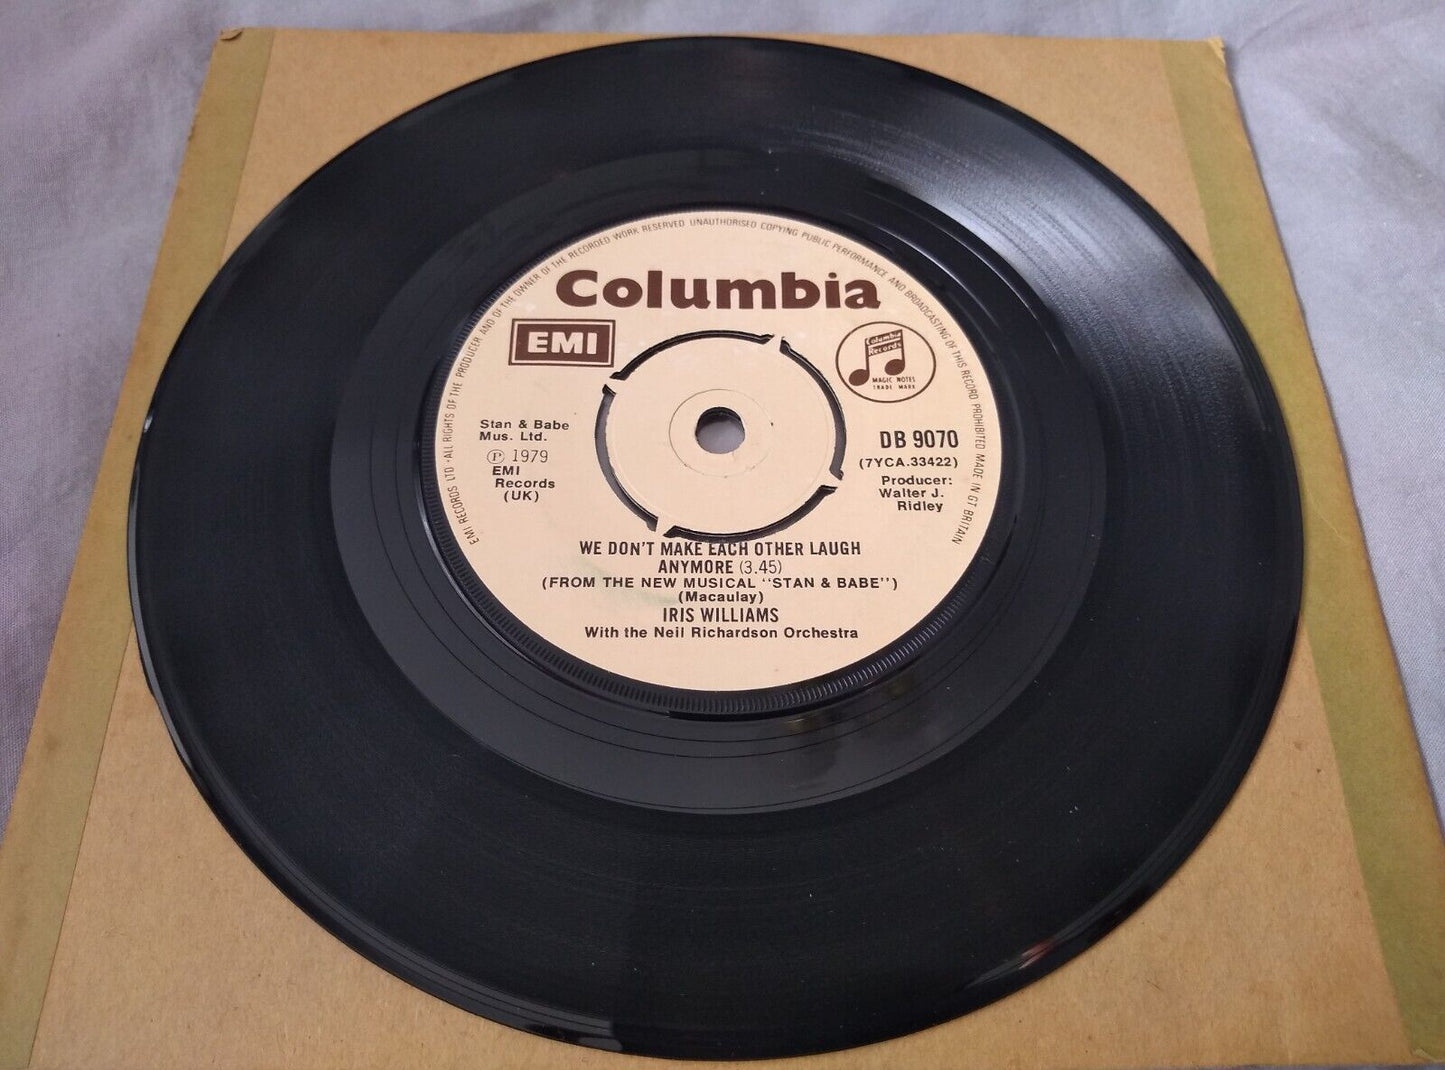 EMI RECORDS LTD · ALL RIGHTS OF THE PRODUCER AND OF THE OWNER OF THE RECORDED WORK RESERVED UNAUTHORISED COPYING PUBLIC PERFORMANCE AND BROADCASTING OF THIS RECORD PROHIBITED MADE IN GT BRITAIN
Columbia
EMI
Columbia
Records
MAGIC NOTES
TRADE MARK
Stan & Babe
Mus. Ltd.
Ⓟ 1979
EMI
Records
(UK)
DB 9070
(7YCA.33422)
Producer:
Walter J.
Ridley
WE DON'T MAKE EACH OTHER LAUGH
ANYMORE (3.45)
(FROM THE NEW MUSICAL "STAN & BABE")
(Macaulay)
IRIS WILLIAMS
With the Neil Richardson Orchestra